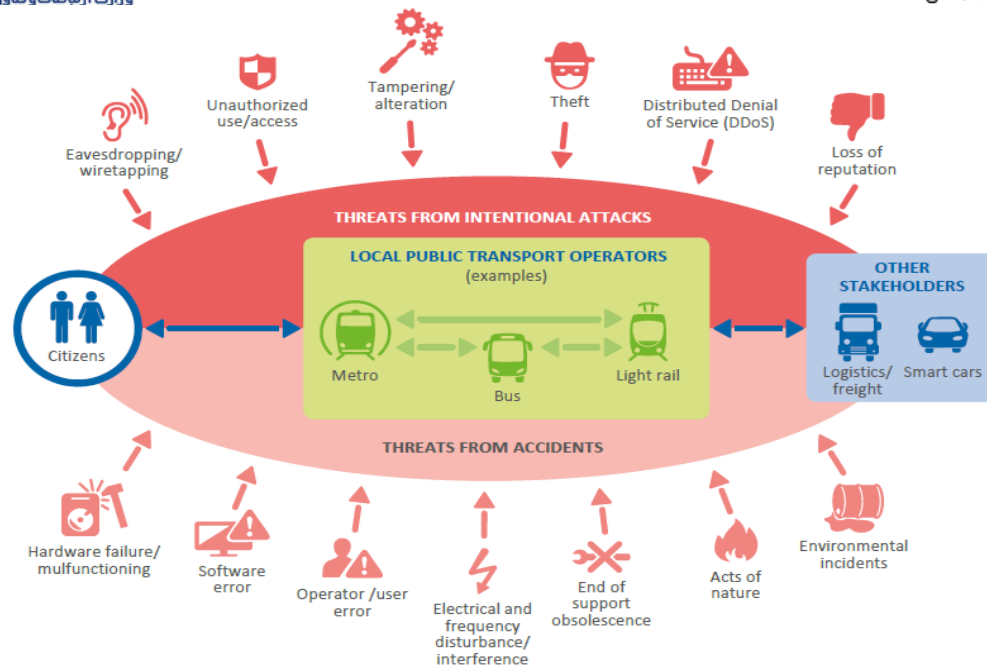 Tampering/
alteration
Theft
Unauthorized
use/access
Distributed Denial
of Service (DDoS)
Eavesdropping/
wiretapping
Loss of
reputation
THREATS FROM INTENTIONAL ATTACKS
LOCAL PUBLIC TRANSPORT OPERATORS
(examples)
OTHER
STAKEHOLDERS
Citizens
Metro
Bus
Light rail
Logistics/
freight
Smart cars
THREATS FROM ACCIDENTS
Hardware failure/
mulfunctioning
Software
error
Operator /user
error
Electrical and
frequency
disturbance/
interference
End of
support
obsolescence
Acts of
nature
Environmental
incidents